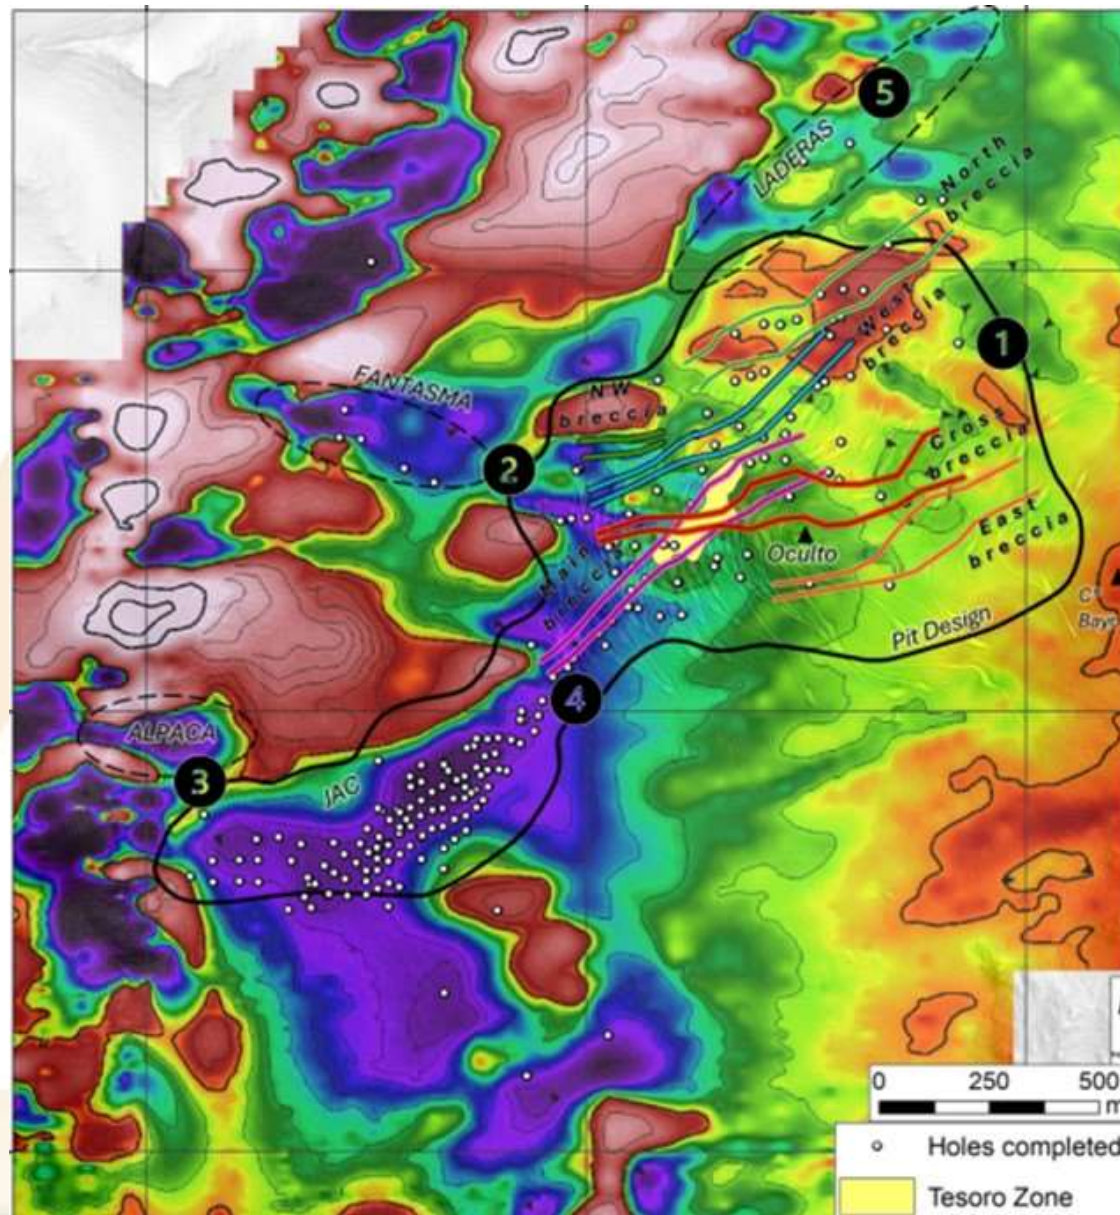 5
LADERAS
North
breccia
West
breccia
1
FANTASMA
NW
breccia
2
Cross
breccia
East
breccia
Oculto
Main
breccia
Pit Design
4
ALPACA
3
JAC
0 250 500
m
Holes completed
Tesoro Zone